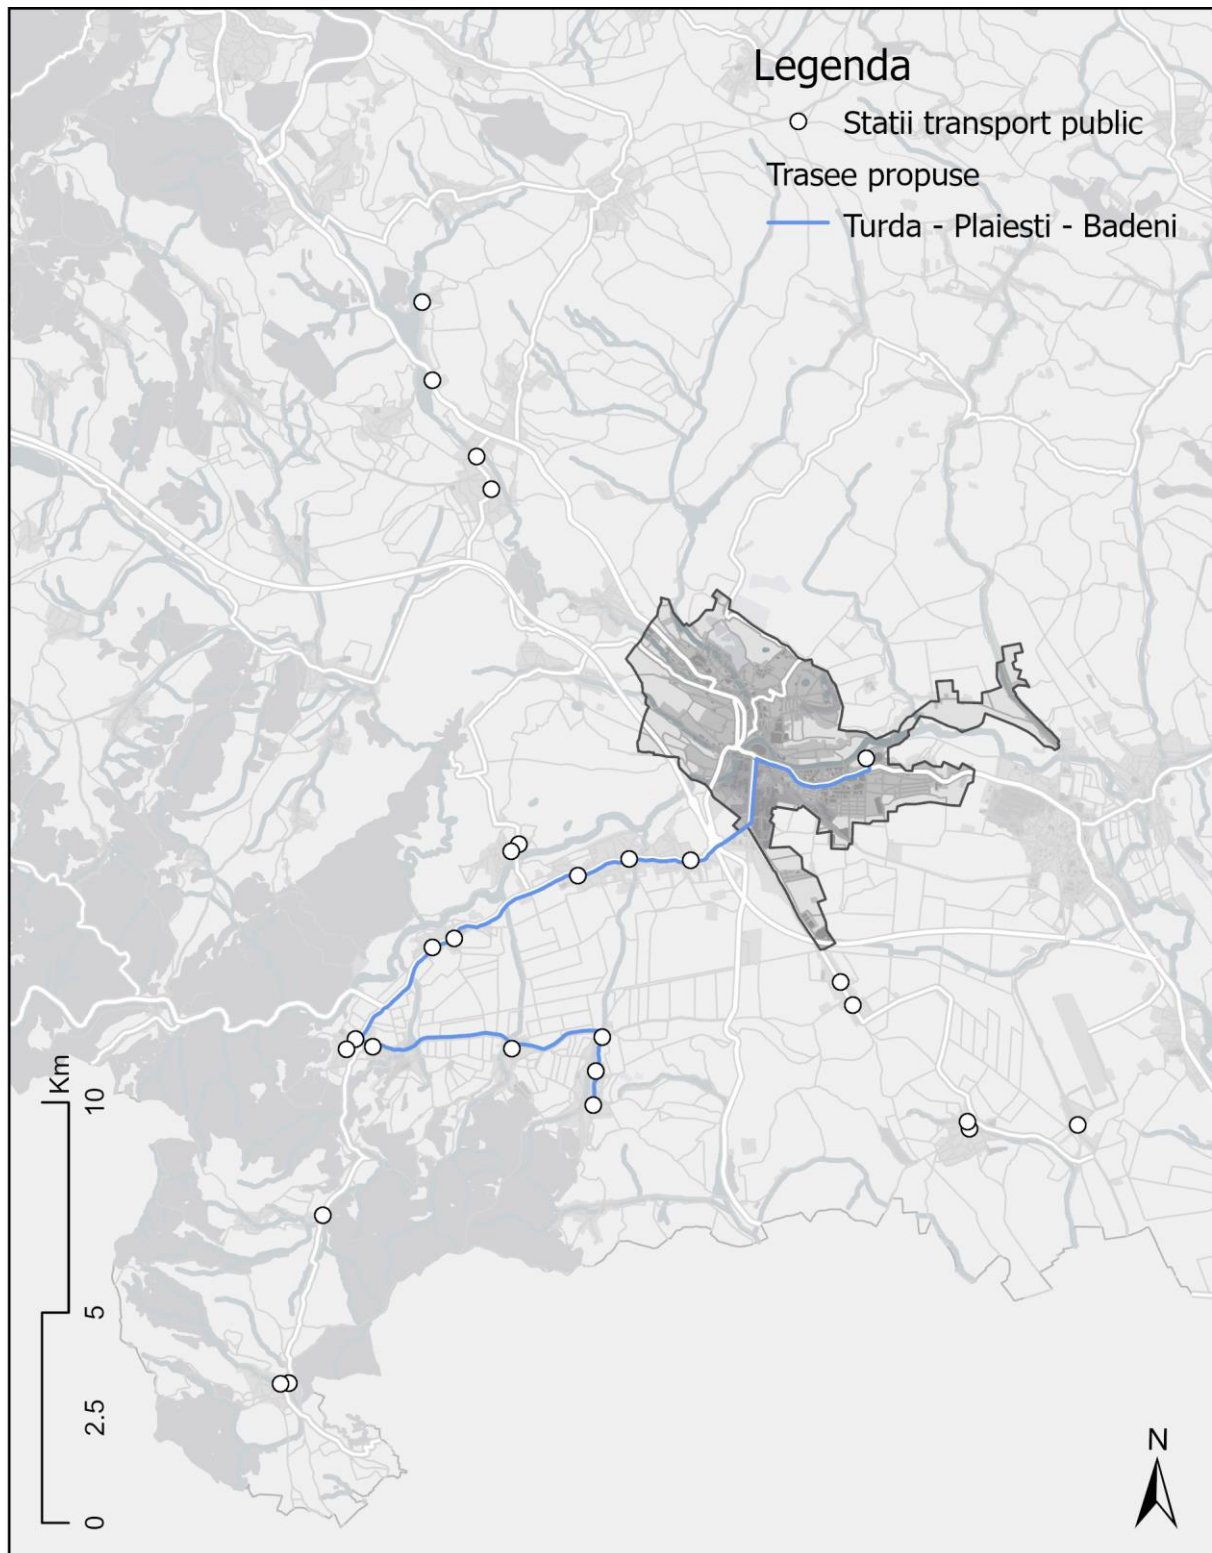 Legenda
Statii transport public
Trasee propuse
Turda - Plaiesti - Badeni
Km
10
5
2.5
0
N